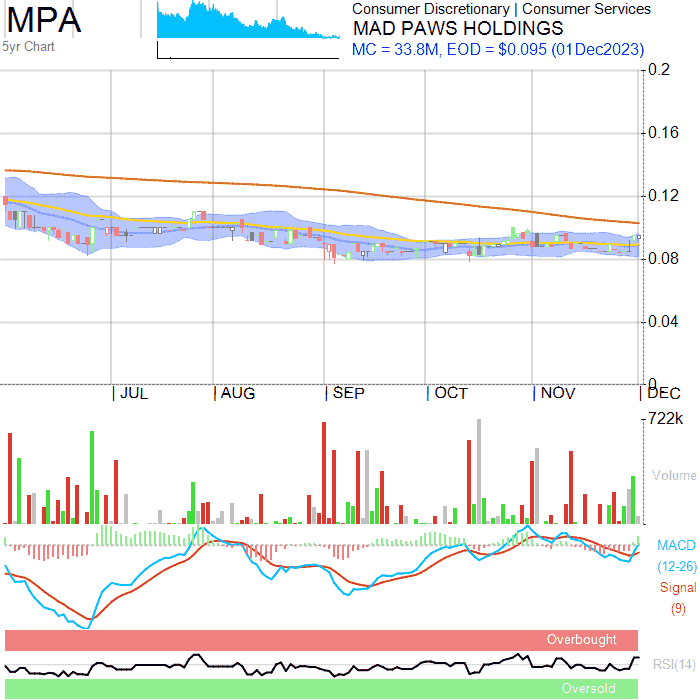 MPA
5yr Chart
Consumer Discretionary | Consumer Services
MAD PAWS HOLDINGS
MC = 33.8M, EOD = $0.095 (01Dec2023)
0.2
0.16
0.12
0.08
0.04
0
JUL AUG SEP OCT NOV DEC
722k
Volume
MACD
(12-26)
Signal
(9)
Overbought
RSI(14)
Oversold